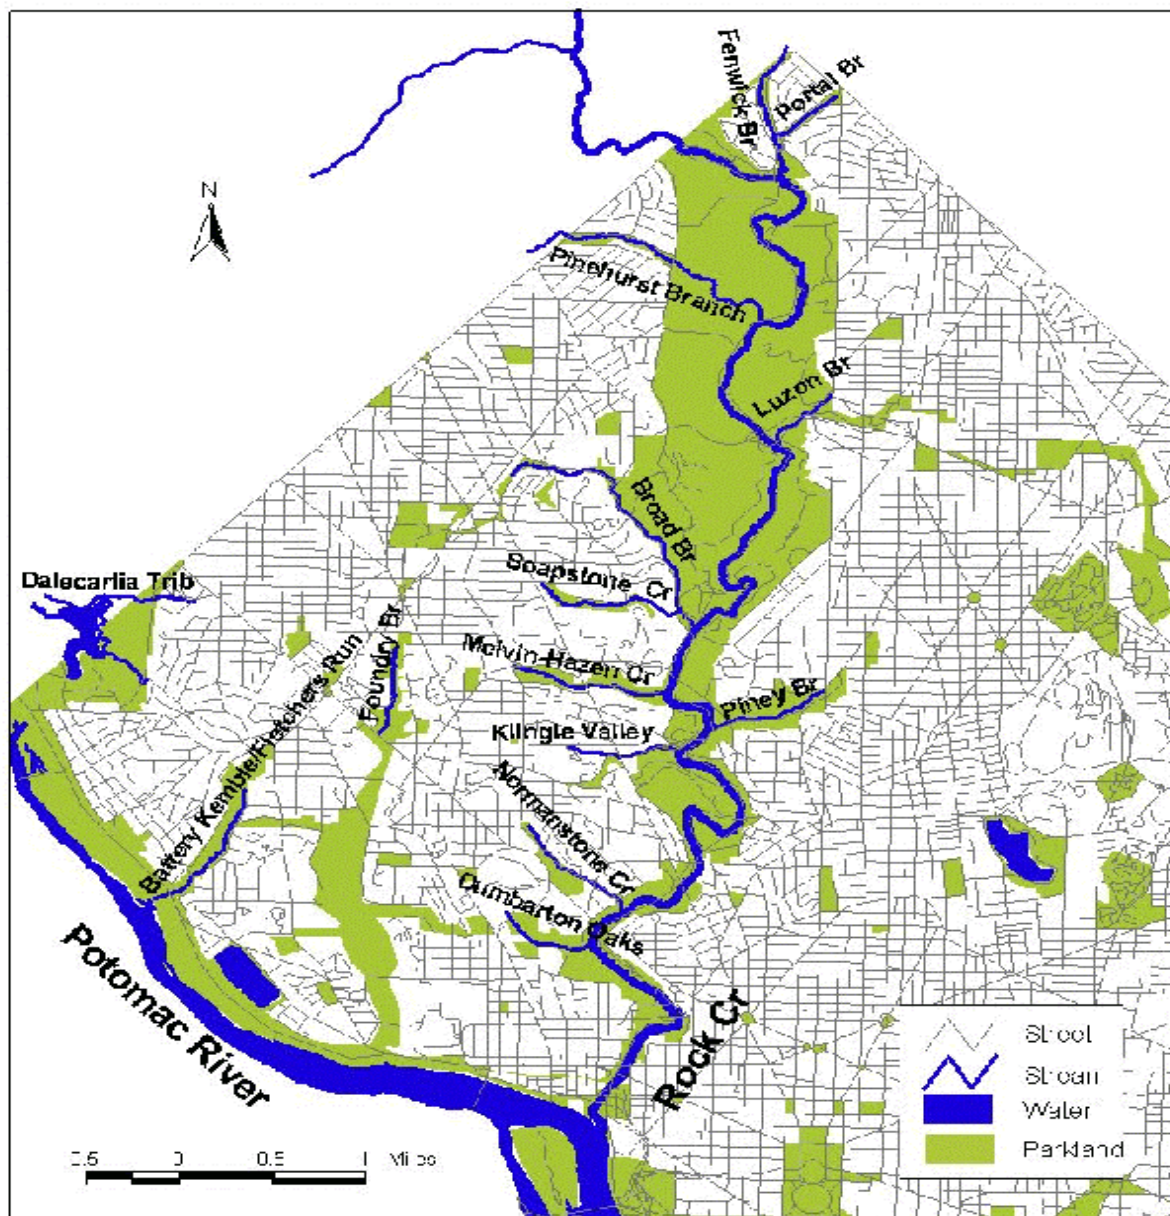 Fenwick Br
Portal Br
N
Pinehurst Branch
Luzon Br
Broad Br
Soapstone Cr
Dalecarlia Trib
Foundry Br
Melvin-Hazen Cr
Piney Br
Klingle Valley
Battery Kemble/Fletchers Run
Normanstone Cr
Dumbarton Oaks
Potomac River
Rock Cr
Street
Stream
Water
Parkland
0.5 0 0.5 1 Miles